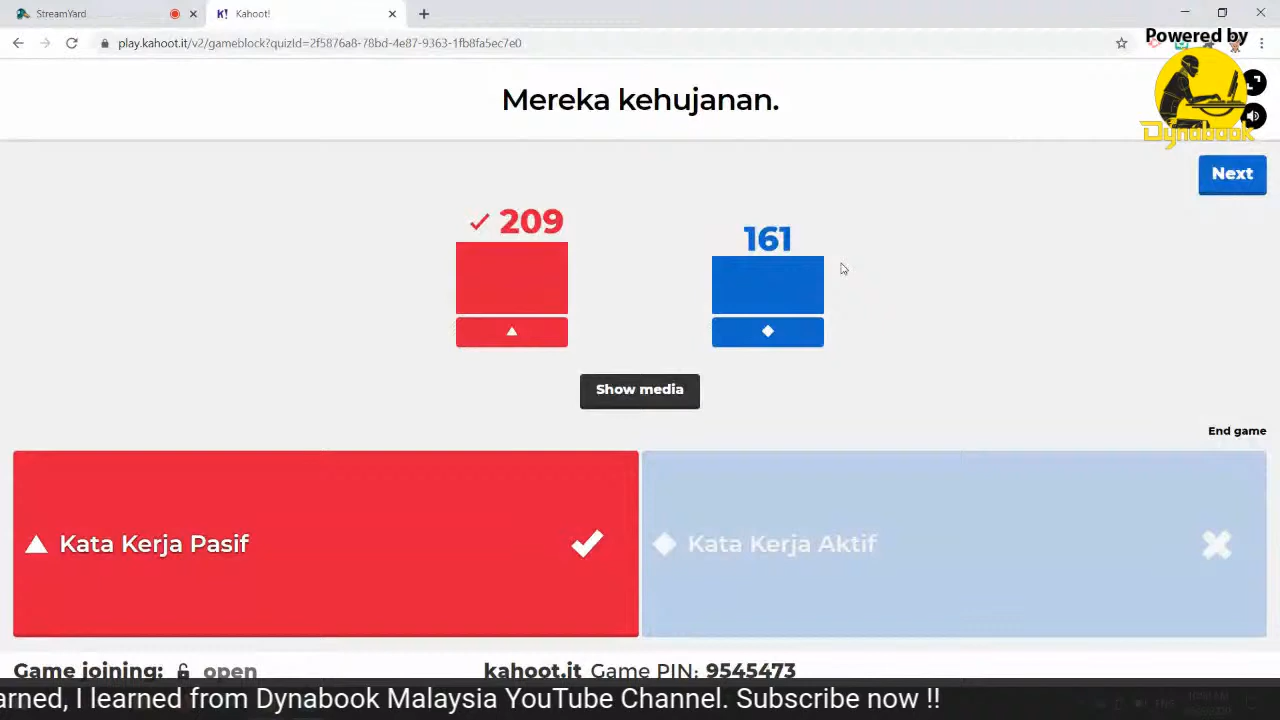 StreamYard
Kahoot!
play.kahoot.it/v2/gameblock?quizId=2f5876a8-78bd-4e87-9363-1fb8fa5ec7e0
Powered by
Dynabook
Mereka kehujanan.
Next
209
161
Show media
End game
Kata Kerja Pasif
Kata Kerja Aktif
Game joining: open
kahoot.it Game PIN: 9545473
arned, I learned from Dynabook Malaysia YouTube Channel. Subscribe now !!
ENG